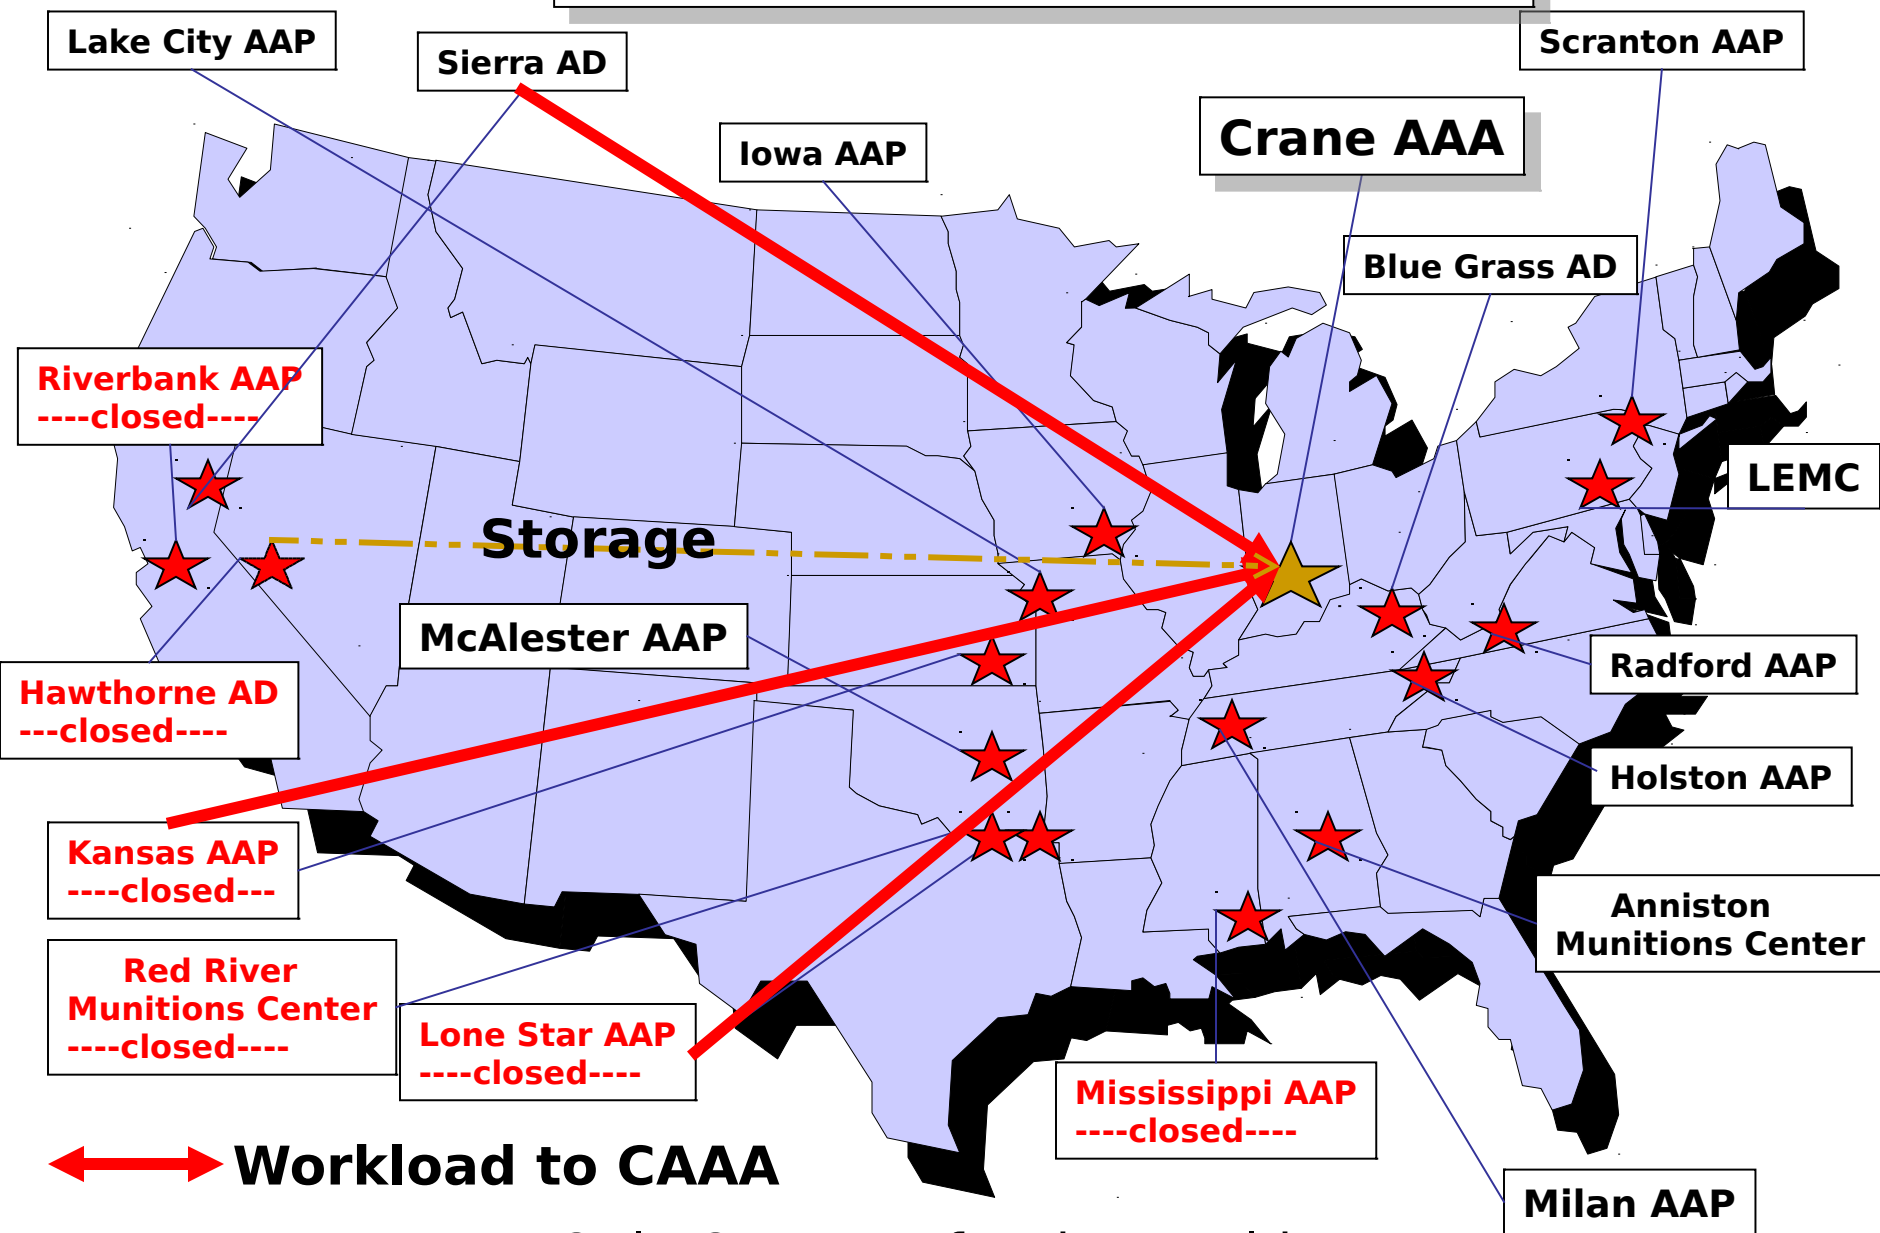 Lake City AAP
Sierra AD
Scranton AAP
Iowa AAP
Crane AAA
Blue Grass AD
Riverbank AAP
----closed----
LEMC
Storage
McAlester AAP
Radford AAP
Hawthorne AD
---closed----
Holston AAP
Kansas AAP
----closed---
Anniston
Munitions Center
Red River
Munitions Center
----closed----
Lone Star AAP
----closed----
Mississippi AAP
----closed----
Workload to CAAA
Milan AAP